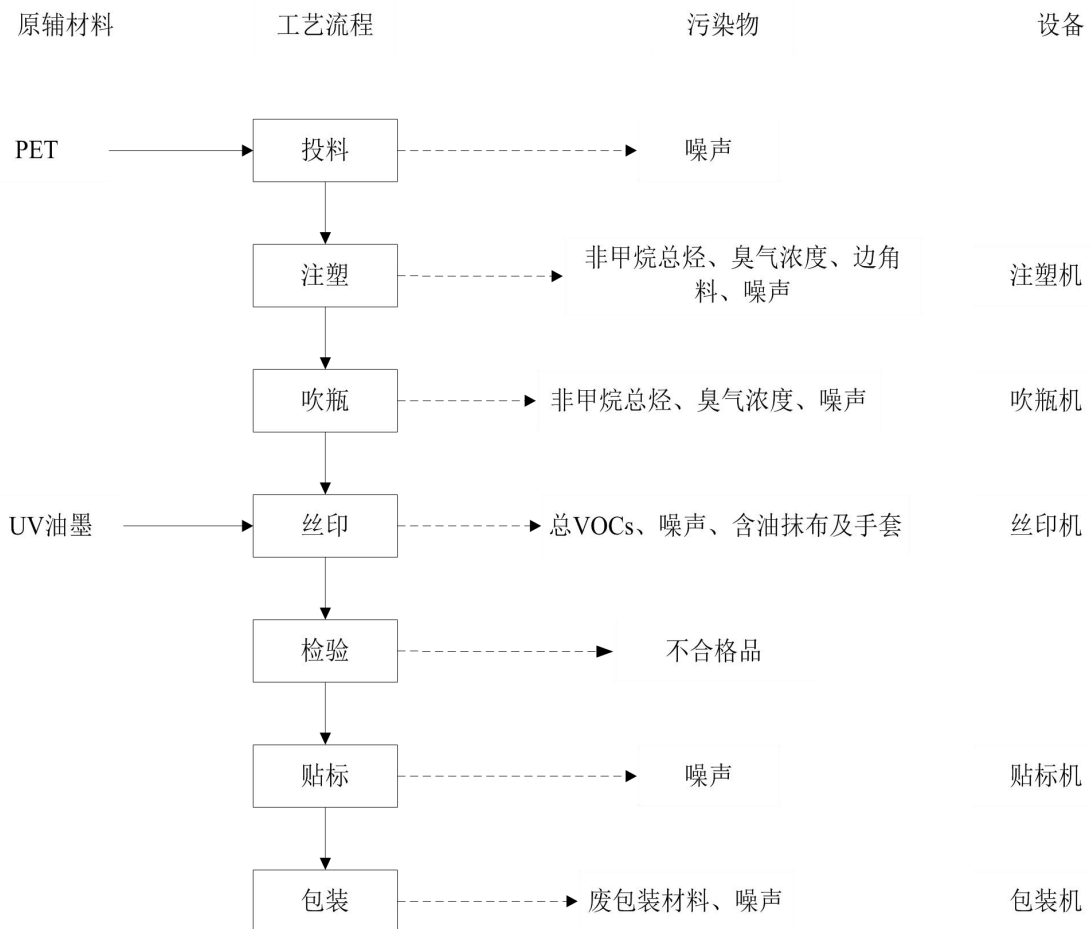 原辅材料 工艺流程 污染物 设备
PET 投料 噪声
注塑 非甲烷总烃、臭气浓度、边角 注塑机
料、噪声
吹瓶 非甲烷总烃、臭气浓度、噪声 吹瓶机
UV油墨 丝印 总VOCs、噪声、含油抹布及手套 丝印机
检验 不合格品
贴标 噪声 贴标机
包装 废包装材料、噪声 包装机